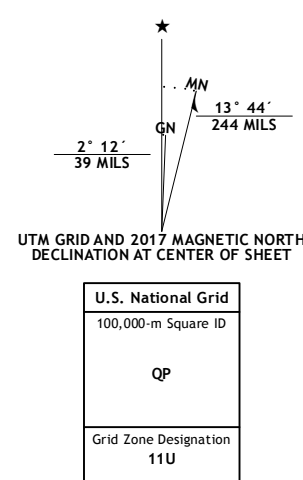 ★
MN
GN
13° 44´
244 MILS
2° 12´
39 MILS
UTM GRID AND 2017 MAGNETIC NORTH
DECLINATION AT CENTER OF SHEET
U.S. National Grid
100,000-m Square ID
QP
Grid Zone Designation
11U